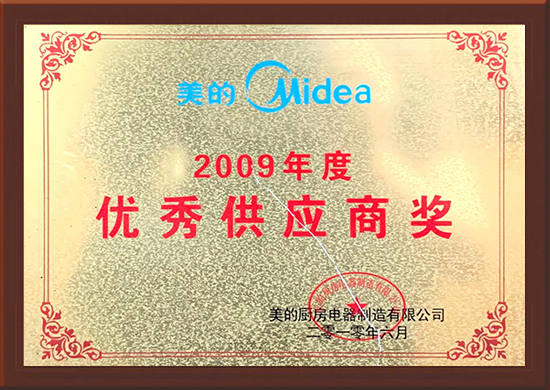 美的 Midea
2009年度
优秀供应商奖
美的厨房电器制造有限公司
二零一零年六月